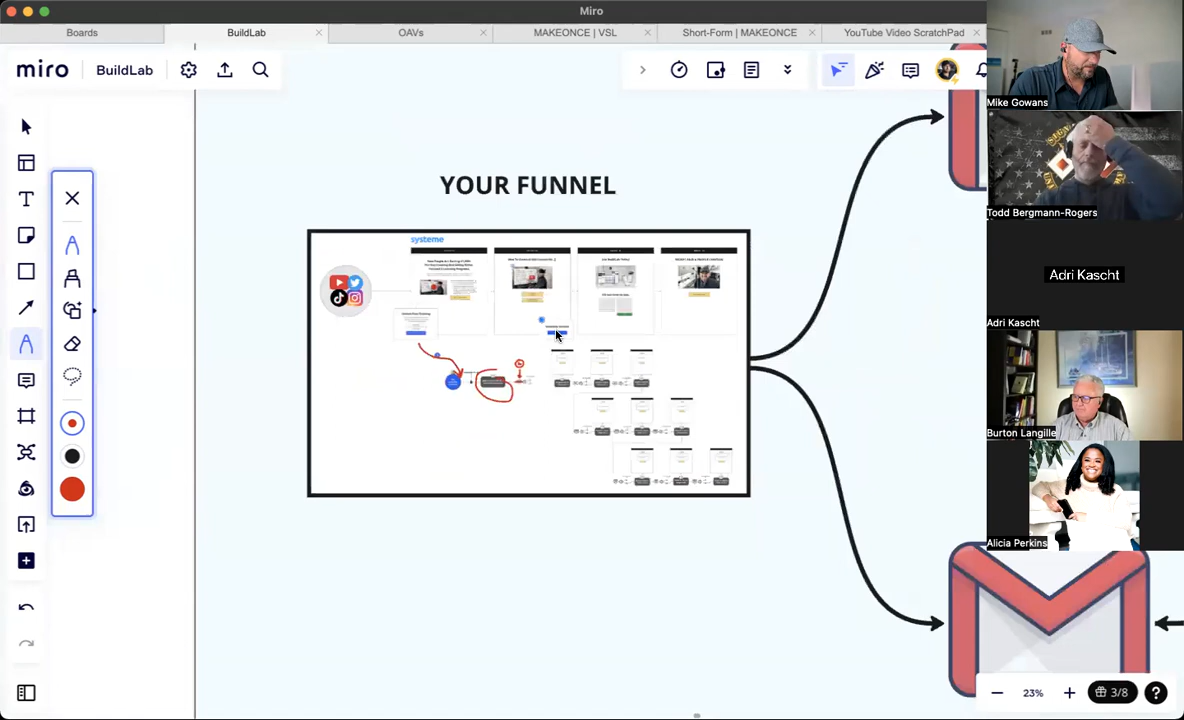 Miro
Boards
BuildLab
OAVs
MAKEONCE | VSL
Short-Form | MAKEONCE
YouTube Video ScratchPad
miro
BuildLab
YOUR FUNNEL
systeme
Mike Gowans
Todd Bergmann-Rogers
Adri Kascht
Adri Kascht
Burton Langille
Alicia Perkins
23%
3/8